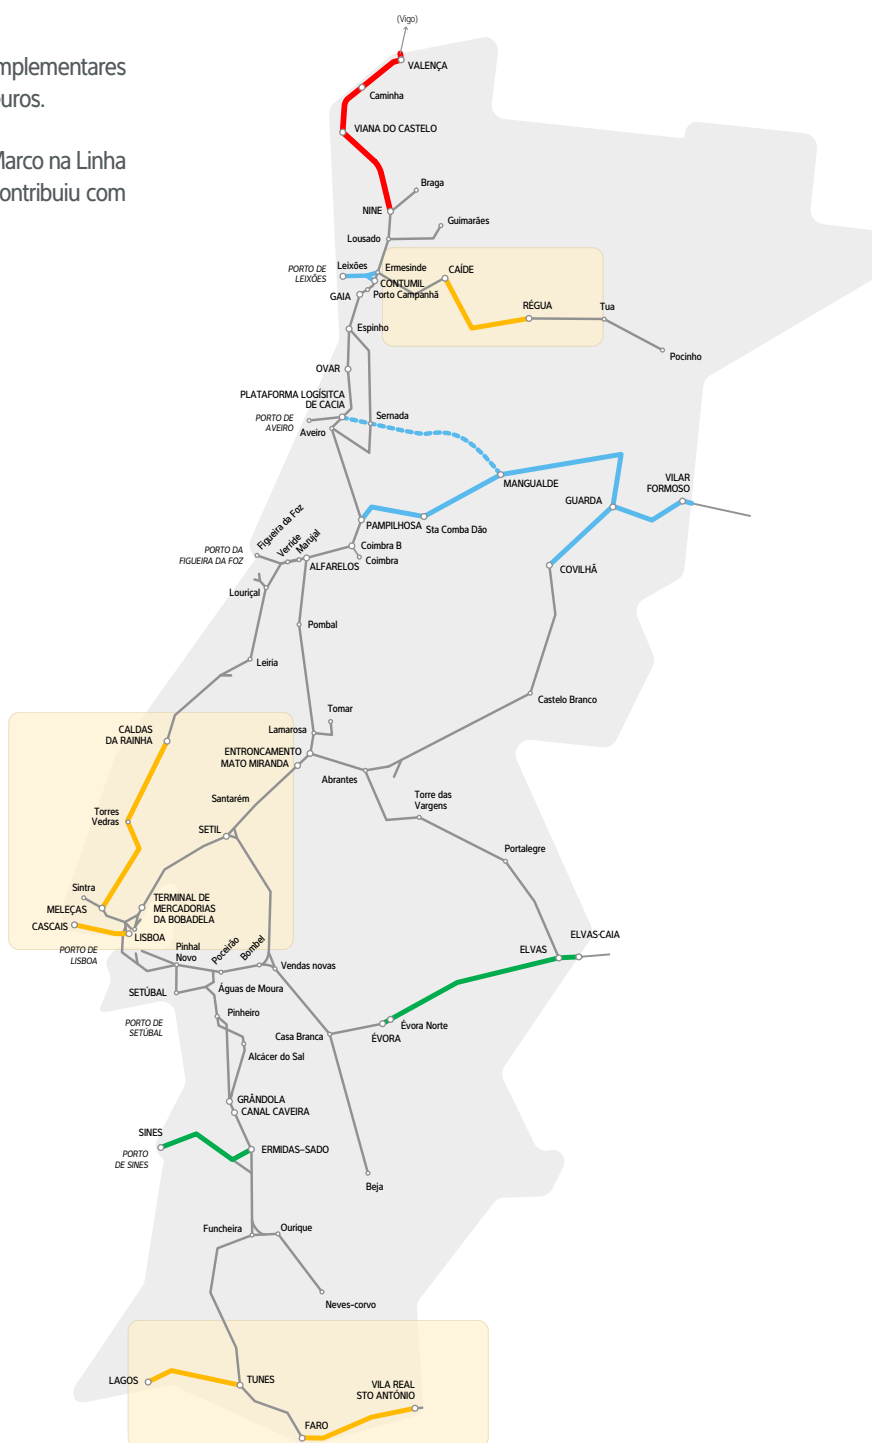 (Vigo)
mplementares
uros.
Marco na Linha
ontribuiu com
VALENÇA
Caminha
VIANA DO CASTELO
Braga
NINE
Guimarães
Lousado
PORTO DE
LEIXÕES
Leixões
Ermesinde
CAÍDE
CONTUMIL
Porto Campanhã
GAIA
RÉGUA
Tua
Espinho
Pocinho
OVAR
PLATAFORMA LOGÍSITCA
DE CACIA
PORTO DE
AVEIRO
Sernada
Aveiro
MANGUALDE
VILAR
FORMOSO
GUARDA
PAMPILHOSA
Sta Comba Dão
Figueira da Foz
Verride
Marujal
PORTO DA
FIGUEIRA DA FOZ
Coimbra B
Coimbra
ALFARELOS
COVILHÃ
Louriçal
Pombal
Leiria
Castelo Branco
Tomar
CALDAS
DA RAINHA
Lamarosa
ENTRONCAMENTO
MATO MIRANDA
Abrantes
Santarém
Torre das
Vargens
Torres
Vedras
SETIL
Portalegre
Sintra
MELEÇAS
TERMINAL DE
MERCADORIAS
DA BOBADELA
CASCAIS
LISBOA
PORTO DE
LISBOA
Pinhal
Novo
Poceirão
Bombel
ELVAS
ELVAS-CAIA
Vendas novas
SETÚBAL
Águas de Moura
PORTO DE
SETÚBAL
Pinheiro
Évora Norte
ÉVORA
Casa Branca
Alcácer do Sal
GRÂNDOLA
CANAL CAVEIRA
SINES
PORTO
DE SINES
ERMIDAS–SADO
Beja
Funcheira
Ourique
Neves-corvo
LAGOS
TUNES
VILA REAL
STO ANTÓNIO
FARO